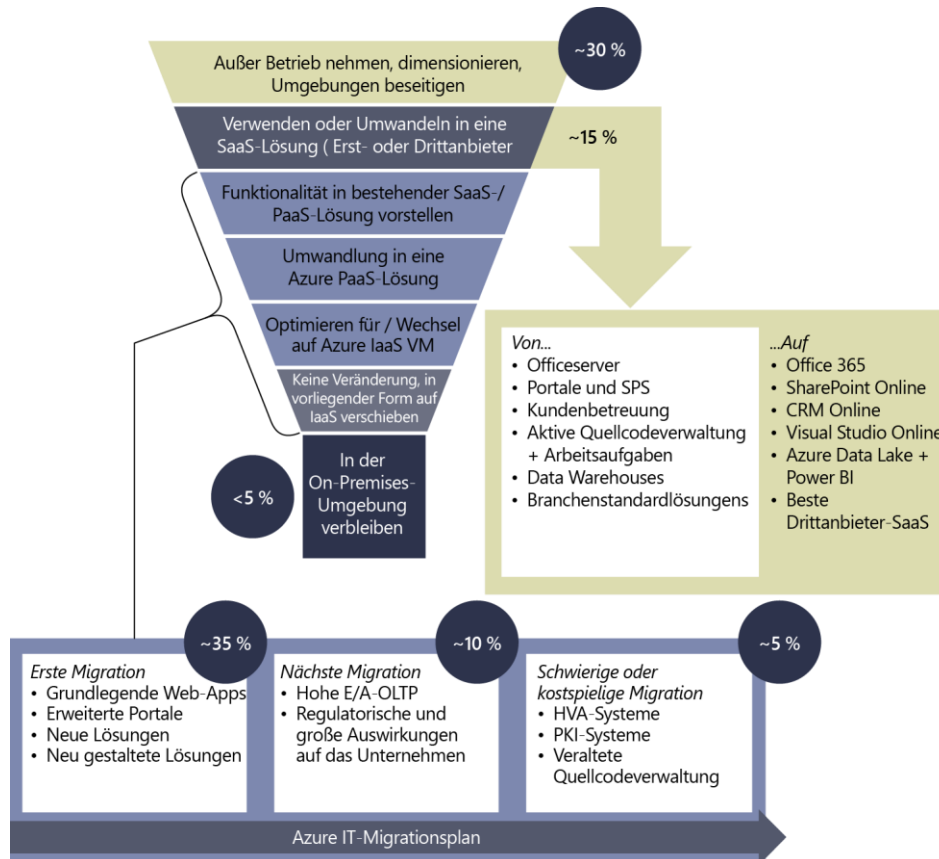 Außer Betrieb nehmen, dimensionieren,
Umgebungen beseitigen
~30 %
Verwenden oder Umwandeln in eine
SaaS-Lösung ( Erst- oder Drittanbieter
~15 %
Funktionalität in bestehender SaaS-/
PaaS-Lösung vorstellen
Umwandlung in eine
Azure PaaS-Lösung
Optimieren für / Wechsel
auf Azure IaaS VM
Keine Veränderung, in
vorliegender Form auf
IaaS verschieben
In der
On-Premises-
Umgebung
verbleiben
<5 %
Von...
• Officeserver
• Portale und SPS
• Kundenbetreuung
• Aktive Quellcodeverwaltung
+ Arbeitsaufgaben
• Data Warehouses
• Branchenstandardlösungens
...Auf
• Office 365
• SharePoint Online
• CRM Online
• Visual Studio Online
• Azure Data Lake +
Power BI
• Beste
Drittanbieter-SaaS
~35 %
Erste Migration
• Grundlegende Web-Apps
• Erweiterte Portale
• Neue Lösungen
• Neu gestaltete Lösungen
~10 %
Nächste Migration
• Hohe E/A-OLTP
• Regulatorische und
große Auswirkungen
auf das Unternehmen
~5 %
Schwierige oder
kostspielige Migration
• HVA-Systeme
• PKI-Systeme
• Veraltete
Quellcodeverwaltung
Azure IT-Migrationsplan